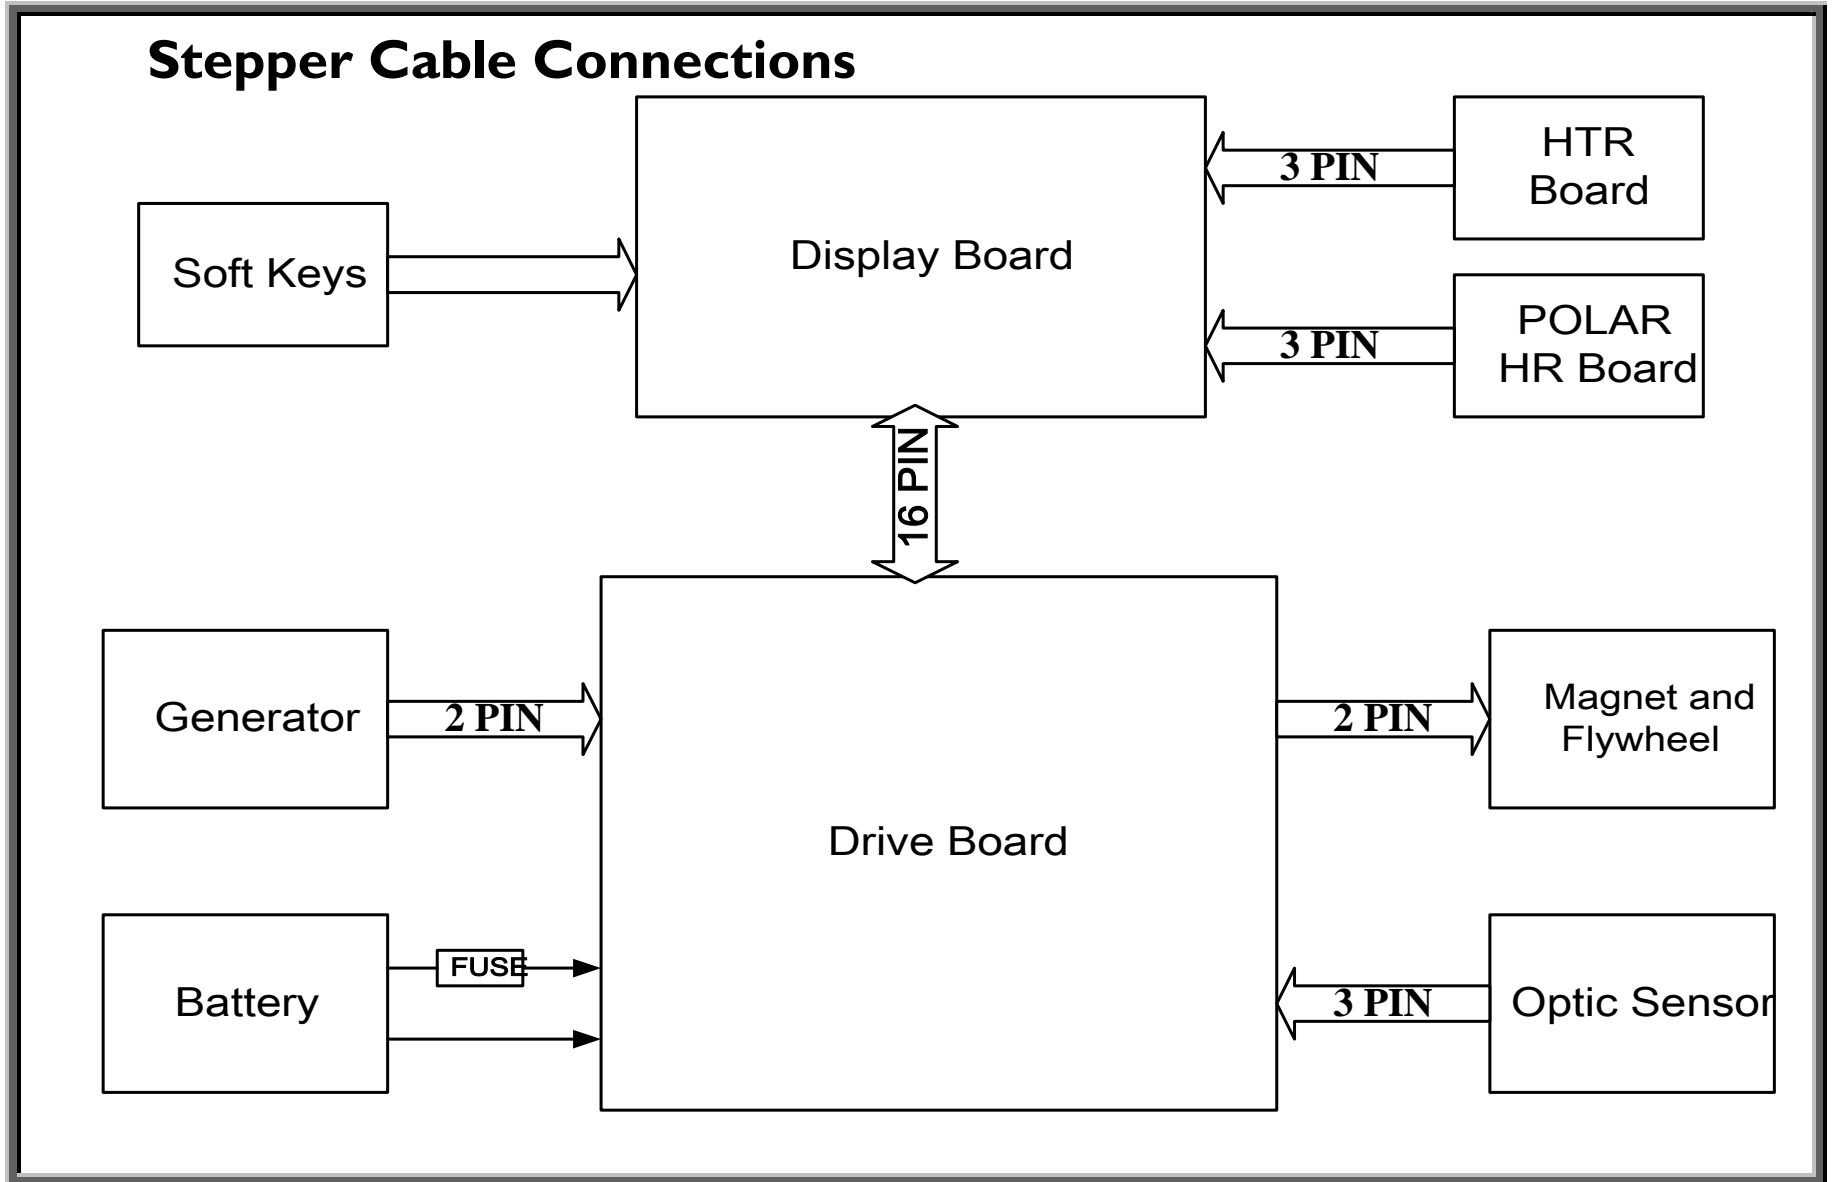 Stepper Cable Connections
HTR
Board
3 PIN
Display Board
Soft Keys
POLAR
HR Board
3 PIN
16 PIN
Generator
2 PIN
2 PIN
Magnet and
Flywheel
Drive Board
Battery
FUSE
3 PIN
Optic Sensor